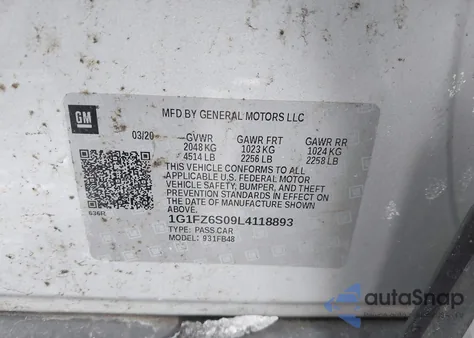 GM
MFD BY GENERAL MOTORS LLC
03/20 GVWR GAWR FRT GAWR RR
2048 KG 1023 KG 1024 KG
4514 LB 2256 LB 2258 LB
THIS VEHICLE CONFORMS TO ALL
APPLICABLE U.S. FEDERAL MOTOR
VEHICLE SAFETY, BUMPER, AND THEFT
PREVENTION STANDARDS IN EFFECT ON
THE DATE OF MANUFACTURE SHOWN ABOVE.
1G1FZ6S09L4118893
TYPE: PASS CAR
MODEL: 931FB48
636R
autoSnap